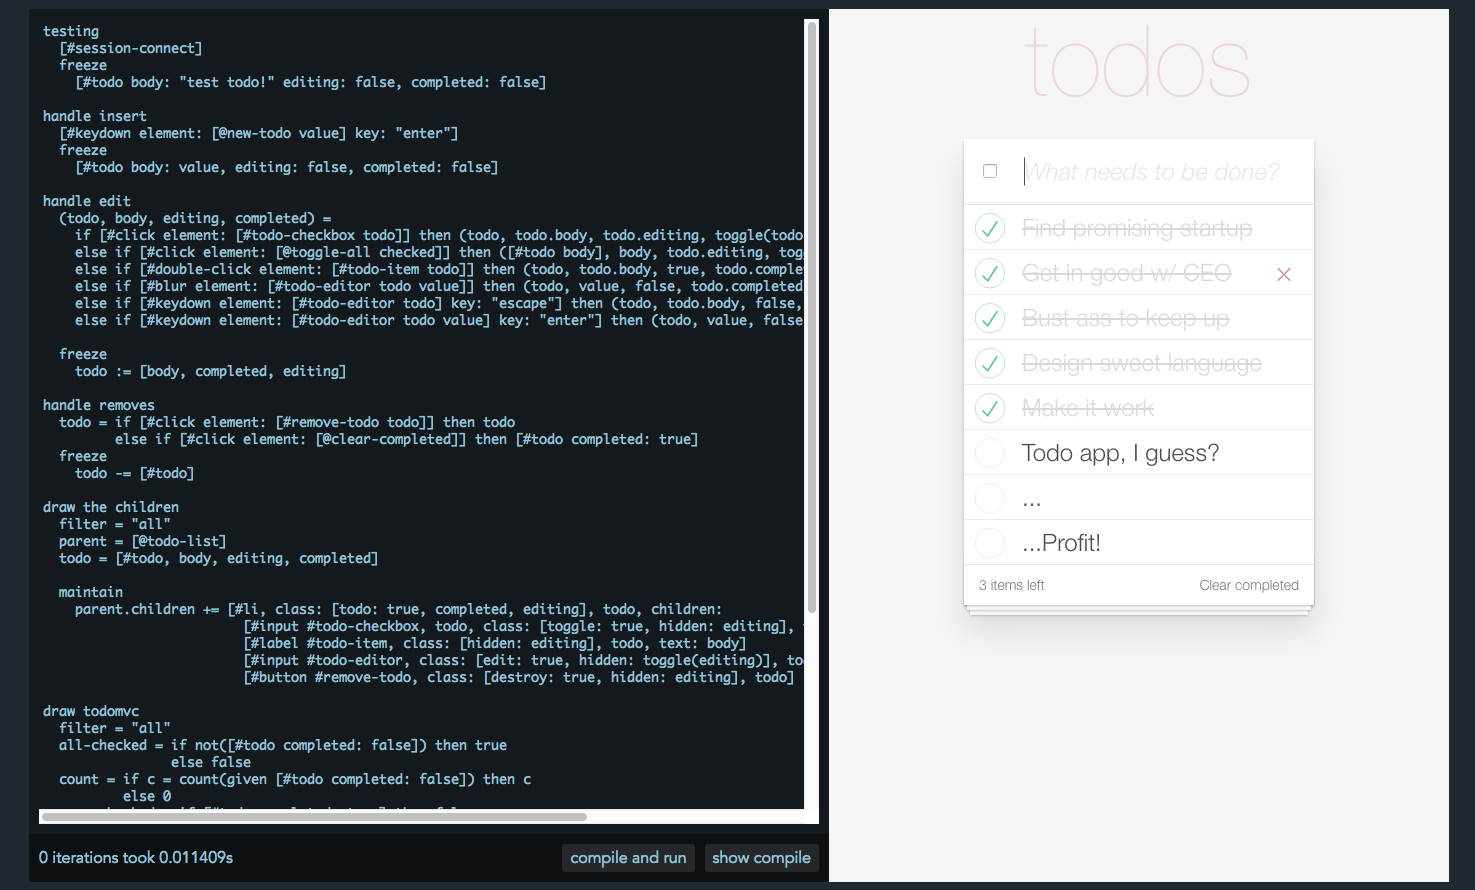 testing
[#session-connect]
freeze
[#todo body: "test todo!" editing: false, completed: false]
handle insert
[#keydown element: [@new-todo value] key: "enter"]
freeze
[#todo body: value, editing: false, completed: false]
handle edit
(todo, body, editing, completed) =
if [#click element: [#todo-checkbox todo]] then (todo, todo.body, todo.editing, toggle(todo
else if [#click element: [@toggle-all checked]] then ([#todo body], body, todo.editing, tog
else if [#double-click element: [#todo-item todo]] then (todo, todo.body, true, todo.comple
else if [#blur element: [#todo-editor todo value]] then (todo, value, false, todo.completed
else if [#keydown element: [#todo-editor todo] key: "escape"] then (todo, todo.body, false,
else if [#keydown element: [#todo-editor todo value] key: "enter"] then (todo, value, false
freeze
todo := [body, completed, editing]
handle removes
todo = if [#click element: [#remove-todo todo]] then todo
else if [#click element: [@clear-completed]] then [#todo completed: true]
freeze
todo -= [#todo]
draw the children
filter = "all"
parent = [@todo-list]
todo = [#todo, body, editing, completed]
maintain
parent.children += [#li, class: [todo: true, completed, editing], todo, children:
[#input #todo-checkbox, todo, class: [toggle: true, hidden: editing],
[#label #todo-item, class: [hidden: editing], todo, text: body]
[#input #todo-editor, class: [edit: true, hidden: toggle(editing)], to
[#button #remove-todo, class: [destroy: true, hidden: editing], todo]
draw todomvc
filter = "all"
all-checked = if not([#todo completed: false]) then true
else false
count = if c = count(given [#todo completed: false]) then c
else 0
0 iterations took 0.011409s
compile and run
show compile
todos
What needs to be done?
Find promising startup
Get in good w/ CEO
Bust ass to keep up
Design sweet language
Make it work
Todo app, I guess?
...
...Profit!
3 items left
Clear completed